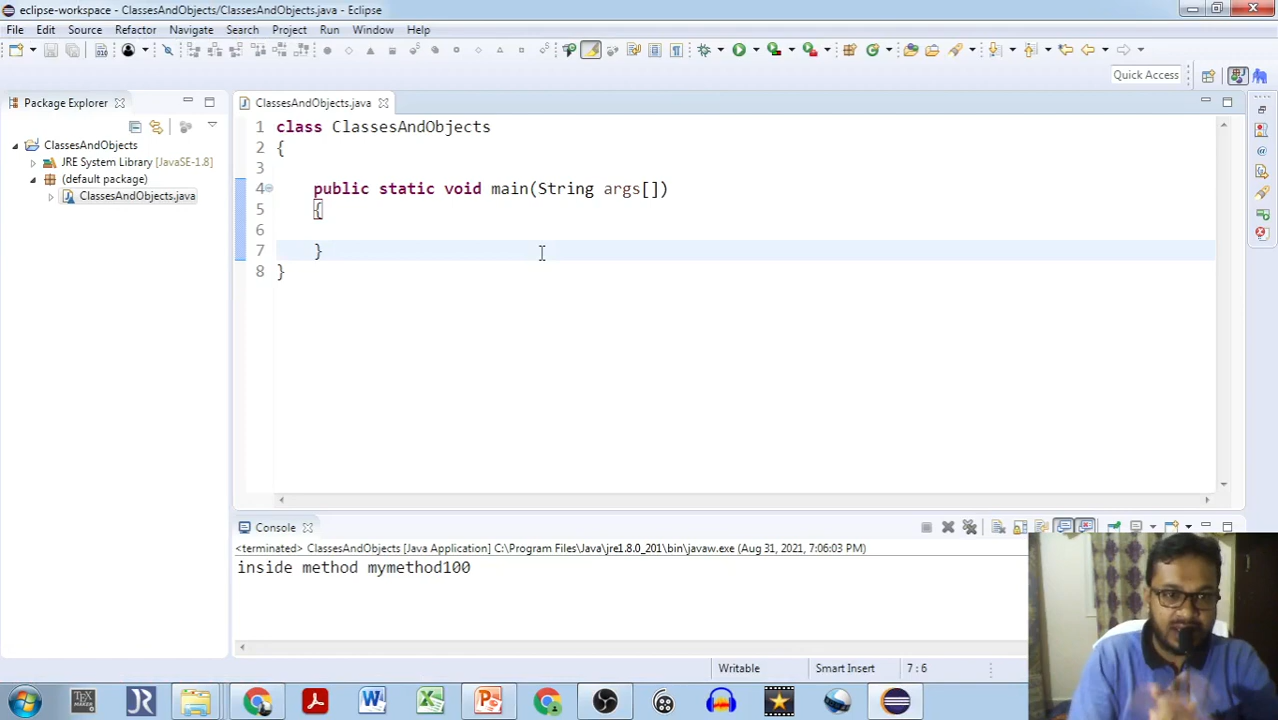 eclipse-workspace - ClassesAndObjects/ClassesAndObjects.java - Eclipse
File Edit Source Refactor Navigate Search Project Run Window Help
Quick Access
Package Explorer
ClassesAndObjects.java
ClassesAndObjects
JRE System Library [JavaSE-1.8]
(default package)
ClassesAndObjects.java
1 class ClassesAndObjects
2 {
3
4 public static void main(String args[])
5 {
6
7 }
8 }
Console
<terminated> ClassesAndObjects [Java Application] C:\Program Files\Java\jre1.8.0_201\bin\javaw.exe (Aug 31, 2021, 7:06:03 PM)
inside method mymethod100
Writable Smart Insert 7 : 6